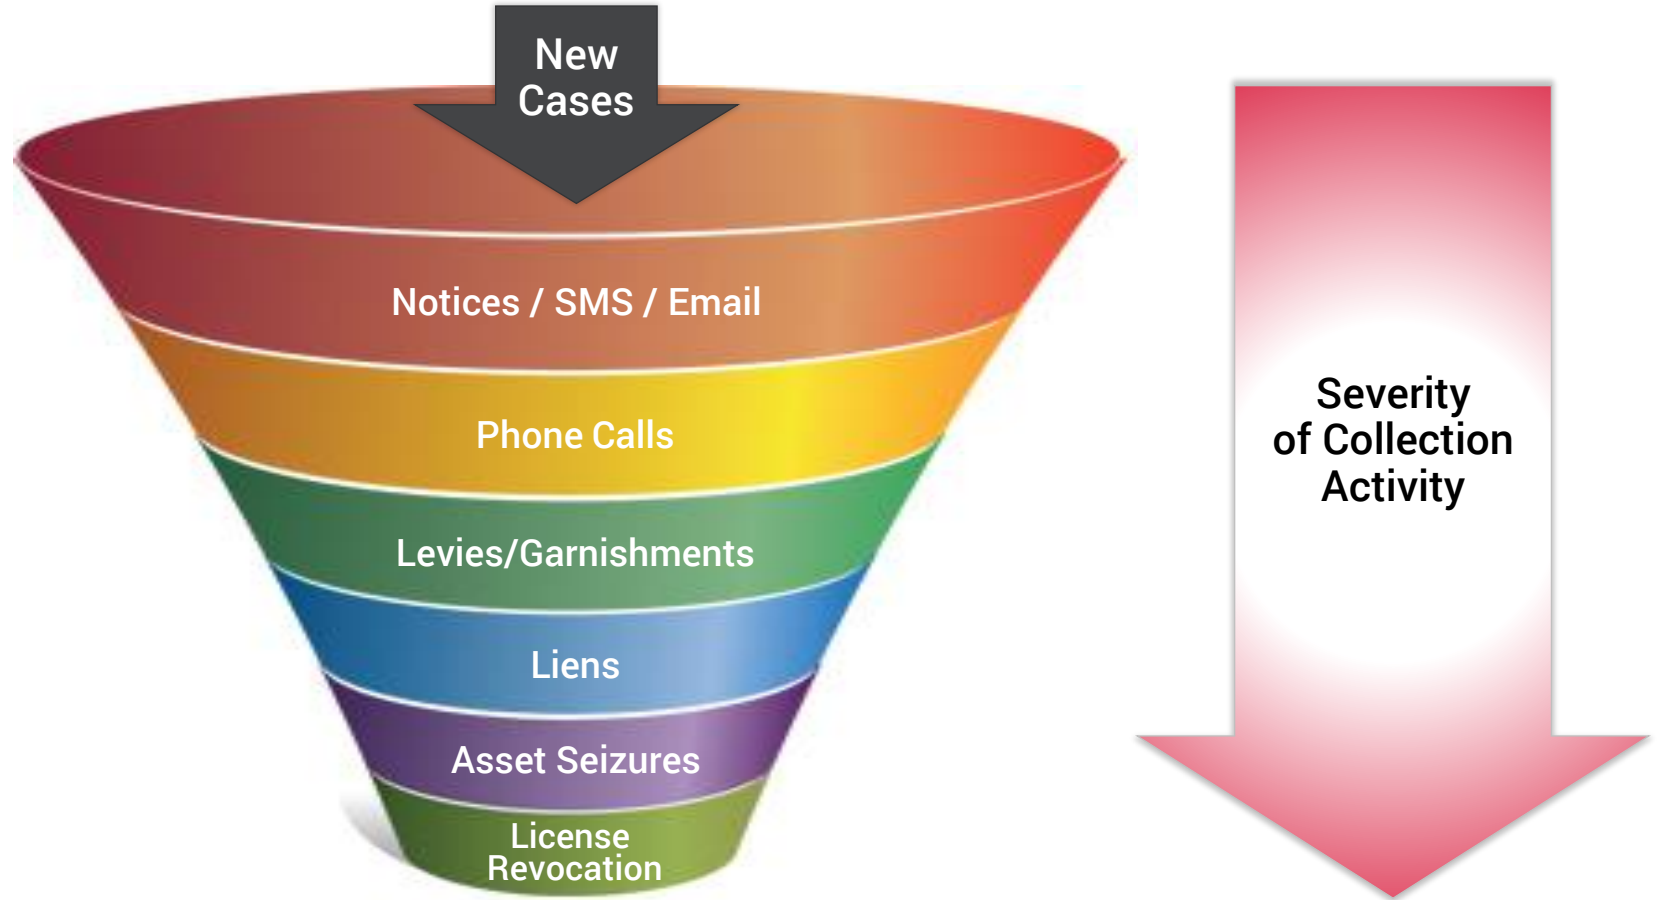 New
Cases
Notices / SMS / Email
Phone Calls
Levies/Garnishments
Liens
Asset Seizures
License
Revocation
Severity
of Collection
Activity